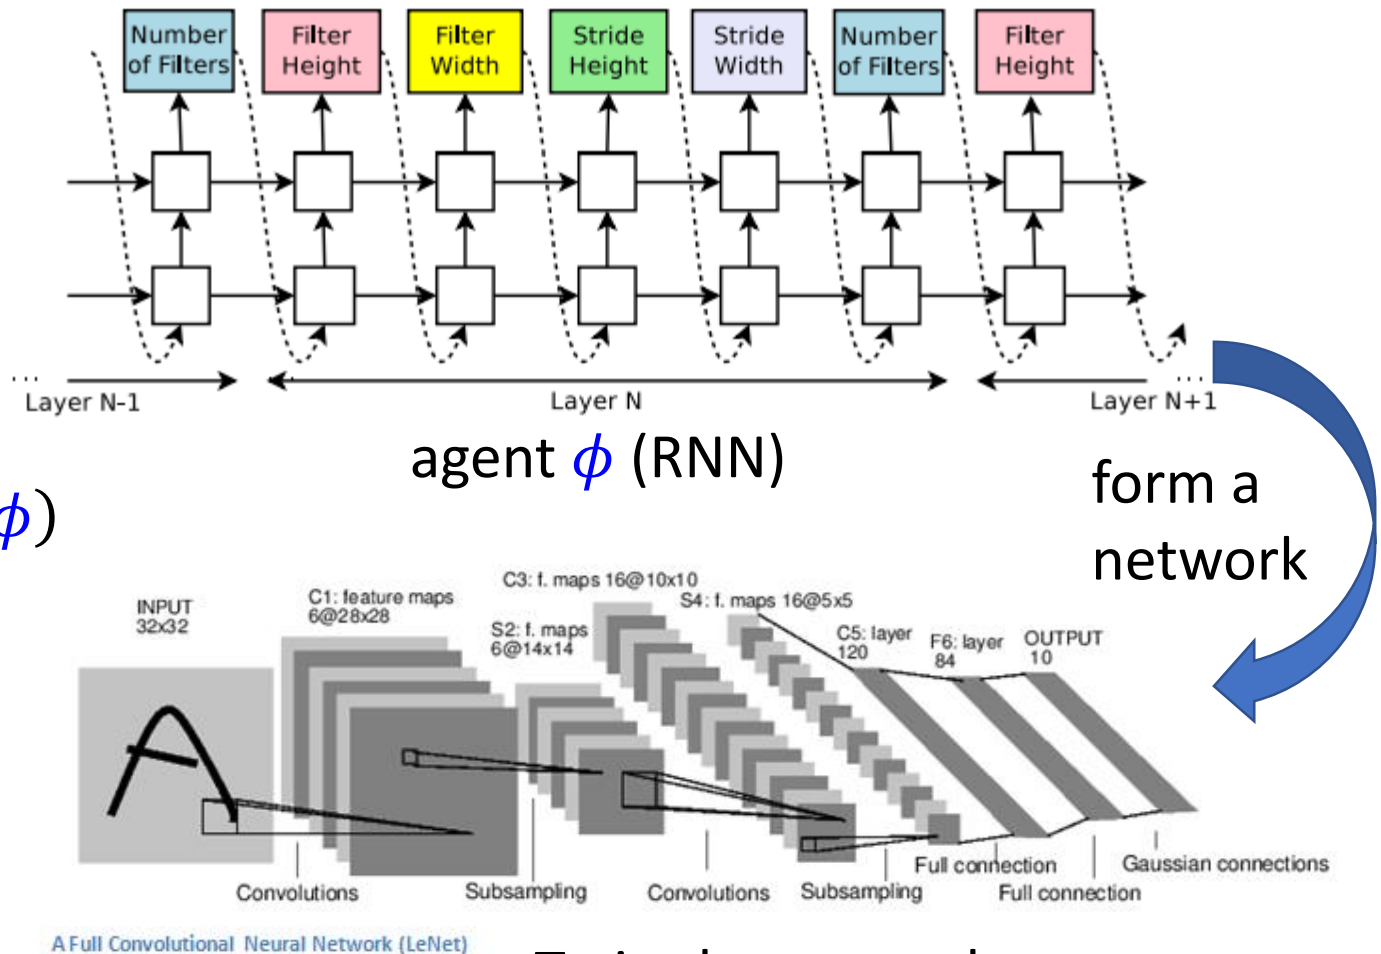 Number of Filters
Filter Height
Filter Width
Stride Height
Stride Width
Number of Filters
Filter Height
...
Layer N-1
Layer N
...
Layer N+1
agent ϕ (RNN)
ϕ)
form a
network
INPUT
32x32
C1: feature maps
6@28x28
S2: f. maps
6@14x14
C3: f. maps 16@10x10
S4: f. maps 16@5x5
C5: layer
120
F6: layer
84
OUTPUT
10
Convolutions
Subsampling
Convolutions
Subsampling
Full connection
Full connection
Gaussian connections
A Full Convolutional Neural Network (LeNet)